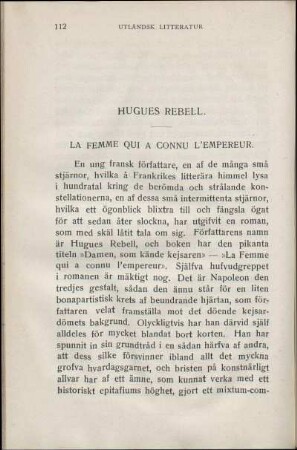 112 UTLÄNDSK LITTERATUR
HUGUES REBELL.
LA FEMME QUI A CONNU L'EMPEREUR.
En ung fransk författare, en af de många små
stjärnor, hvilka å Frankrikes litterära himmel lysa
i hundratal kring de berömda och strålande kon-
stellationerna, en af dessa små intermittenta stjärnor,
hvilka ett ögonblick blixtra till och fängsla ögat
för att sedan åter slockna, har utgifvit en roman,
som med skäl låtit tala om sig. Författarens namn
är Hugues Rebell, och boken har den pikanta
titeln »Damen, som kände kejsaren» — »La Femme
qui a connu l'empereur». Själfva hufvudgreppet
i romanen är mäktigt nog. Det är Napoleon den
tredjes gestalt, sådan den ännu står för en liten
bonapartistisk krets af beundrande hjärtan, som för-
fattaren velat framställa mot det döende kejsar-
dömets bakgrund. Olyckligtvis har han därvid själf
alldeles för mycket blandat bort korten. Han har
spunnit in sin grundtråd i en sådan härfva af andra,
att dess silke försvinner ibland allt det myckna
grofva hvardagsgarnet, och bristen på konstnärligt
allvar har af ett ämne, som kunnat verka med ett
historiskt epitafiums höghet, gjort ett mixtum-com-